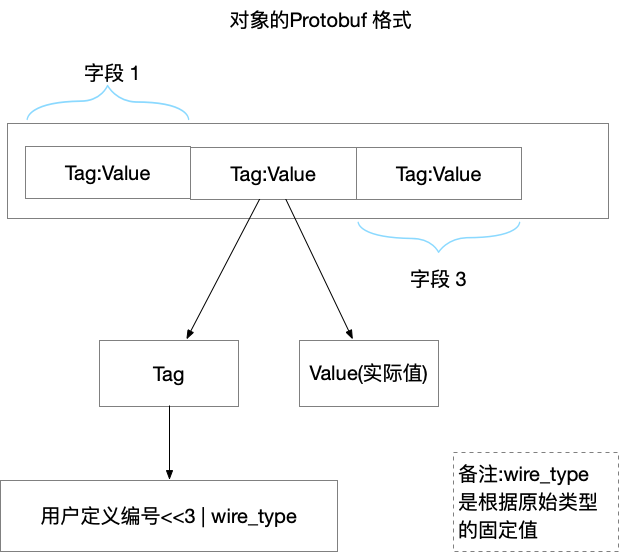 对象的Protobuf 格式
字段 1
Tag:Value
Tag:Value
Tag:Value
字段 3
Tag
Value(实际值)
用户定义编号<<3 | wire_type
备注:wire_type
是根据原始类型
的固定值